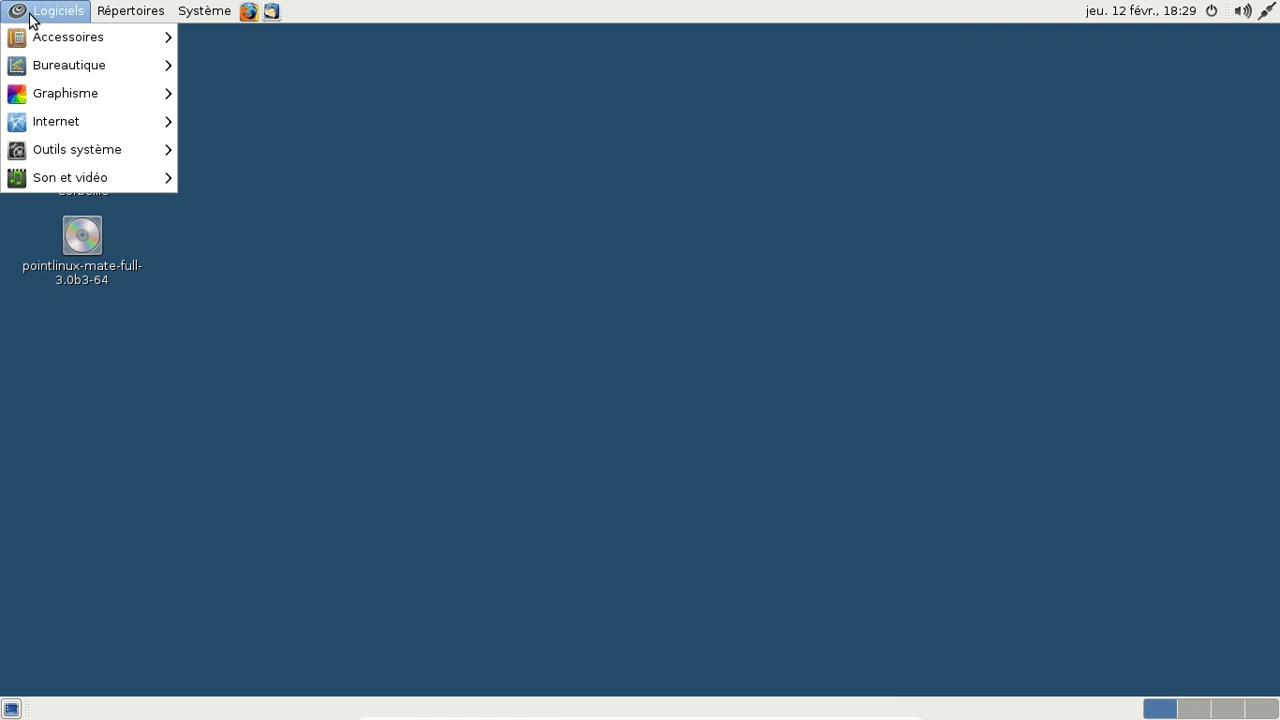 Logiciels Répertoires Système jeu. 12 févr., 18:29
Accessoires
Bureautique
Graphisme
Internet
Outils système
Son et vidéo
pointlinux-mate-full-
3.0b3-64